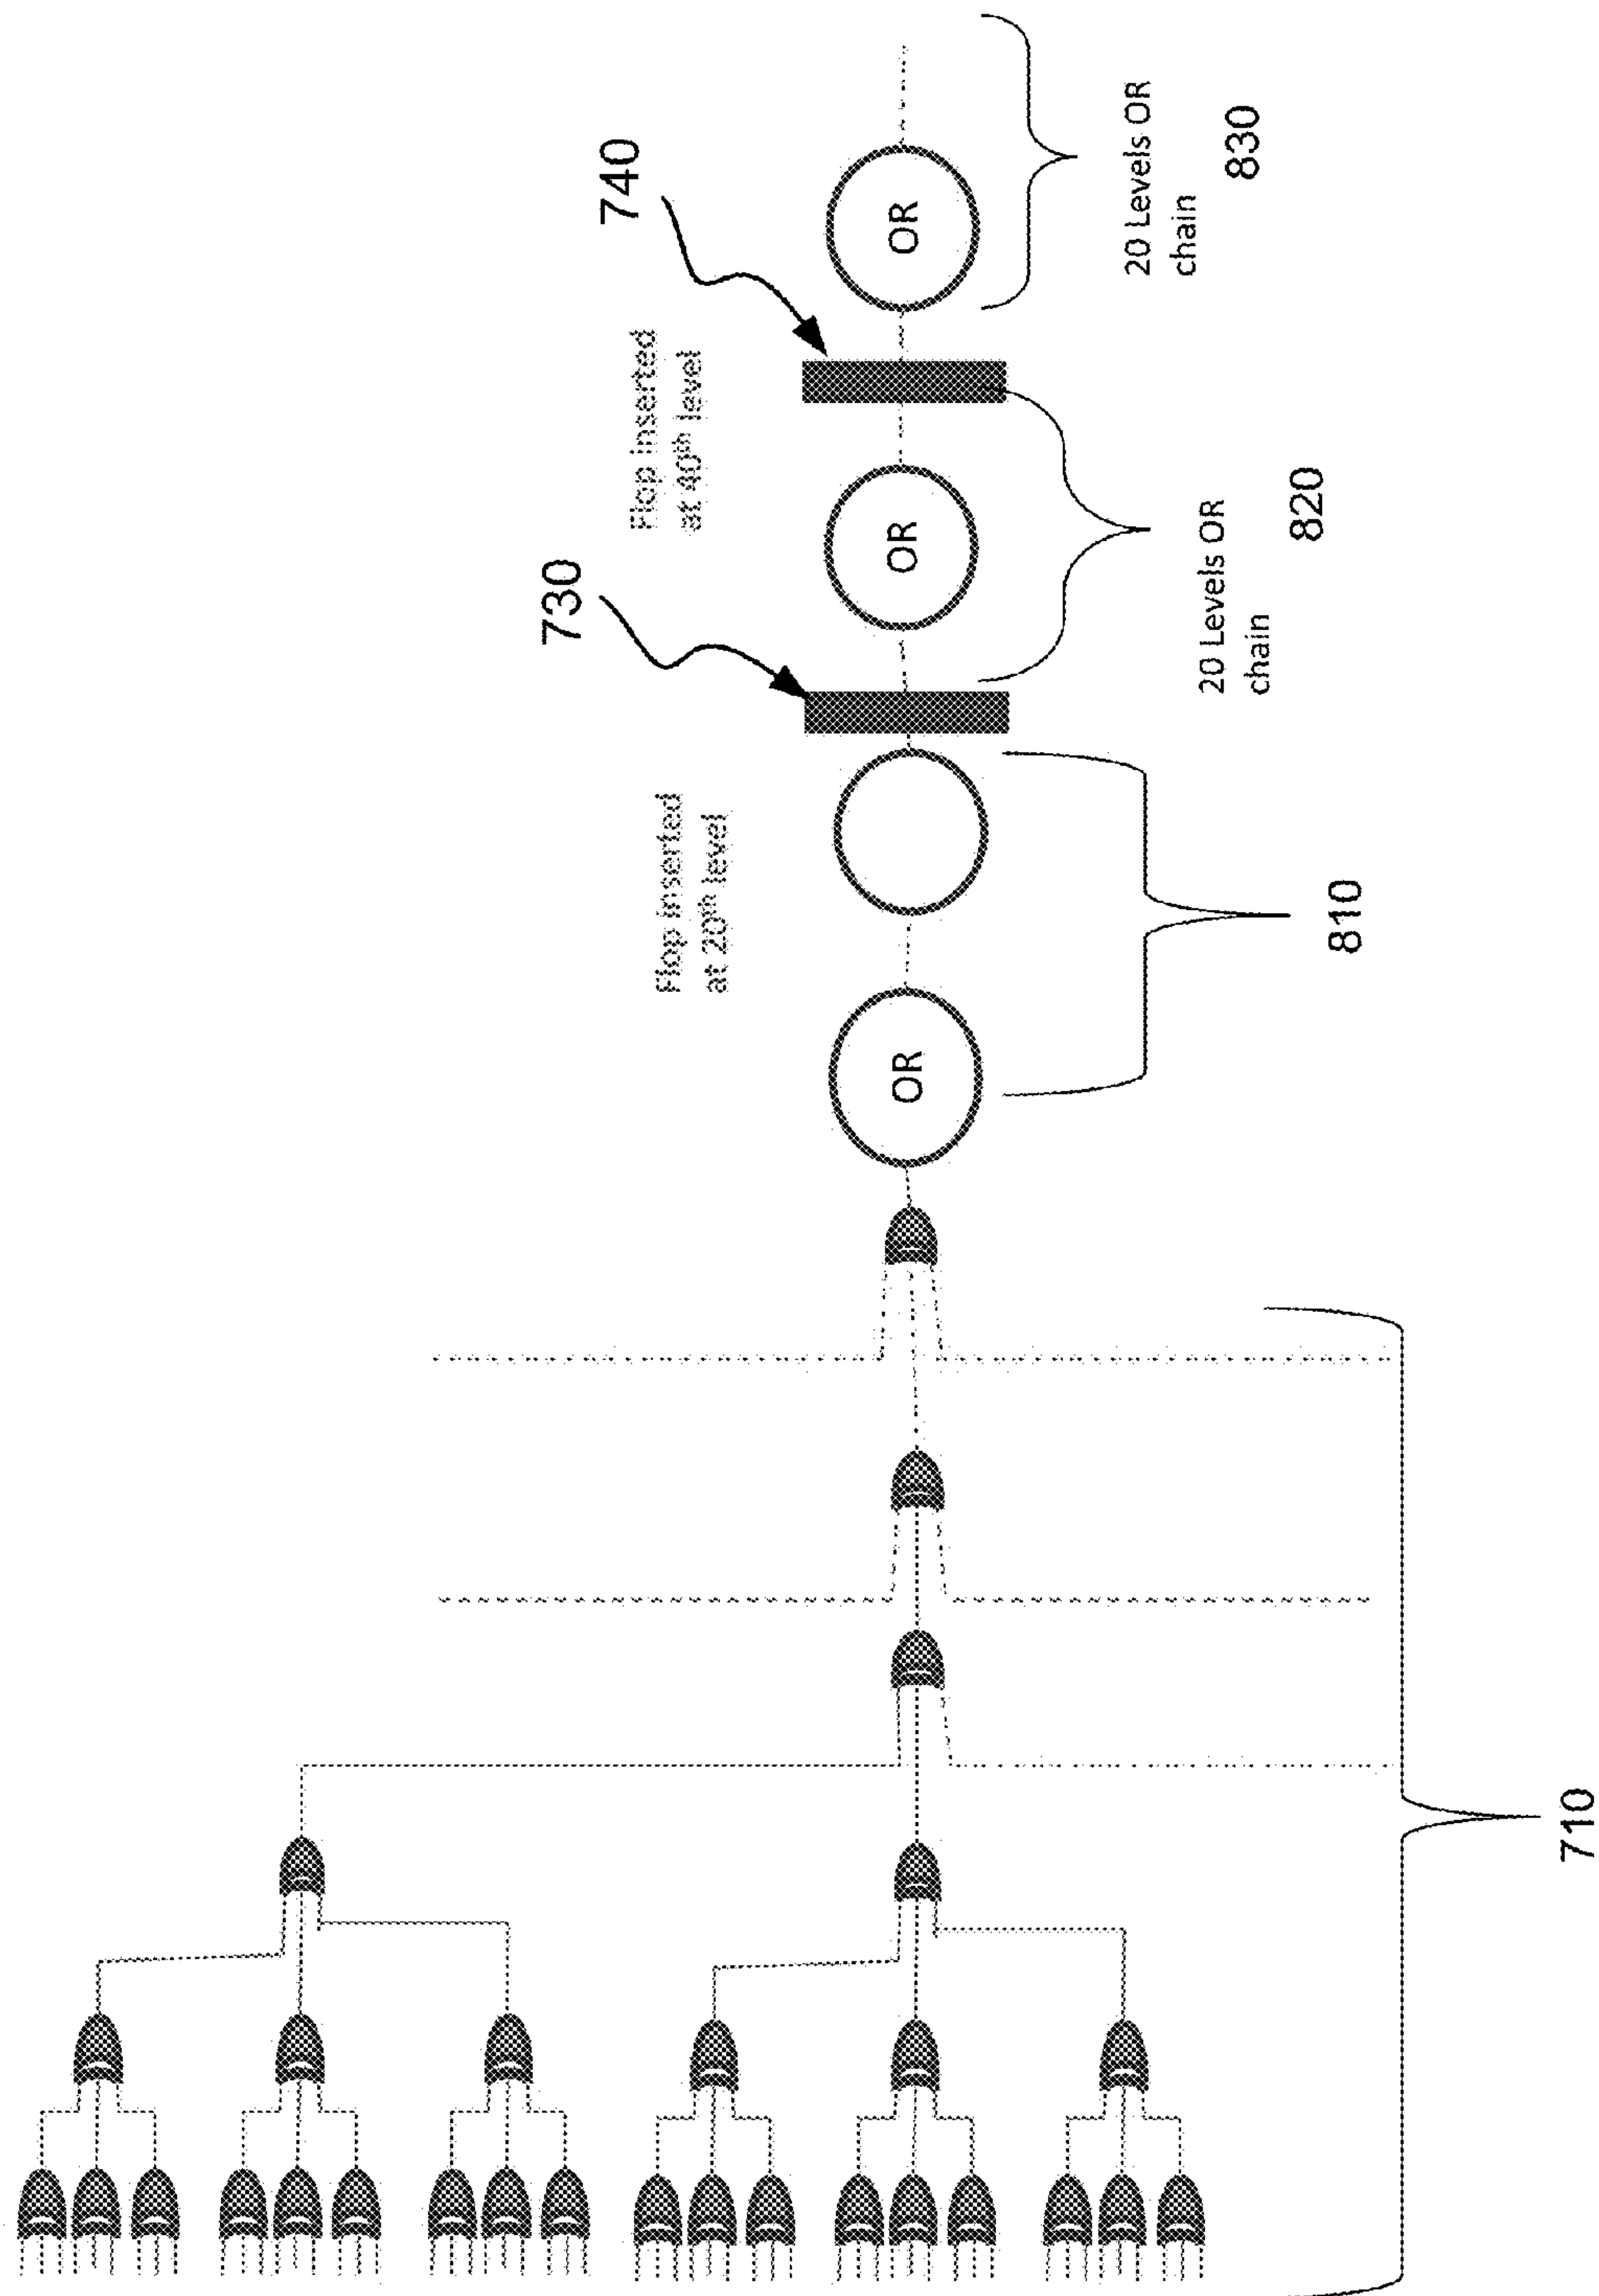 740
Flop inserted
at 40th level
OR
20 Levels OR
chain
830
730
OR
20 Levels OR
chain
820
Flop inserted
at 20th level
OR
810
710